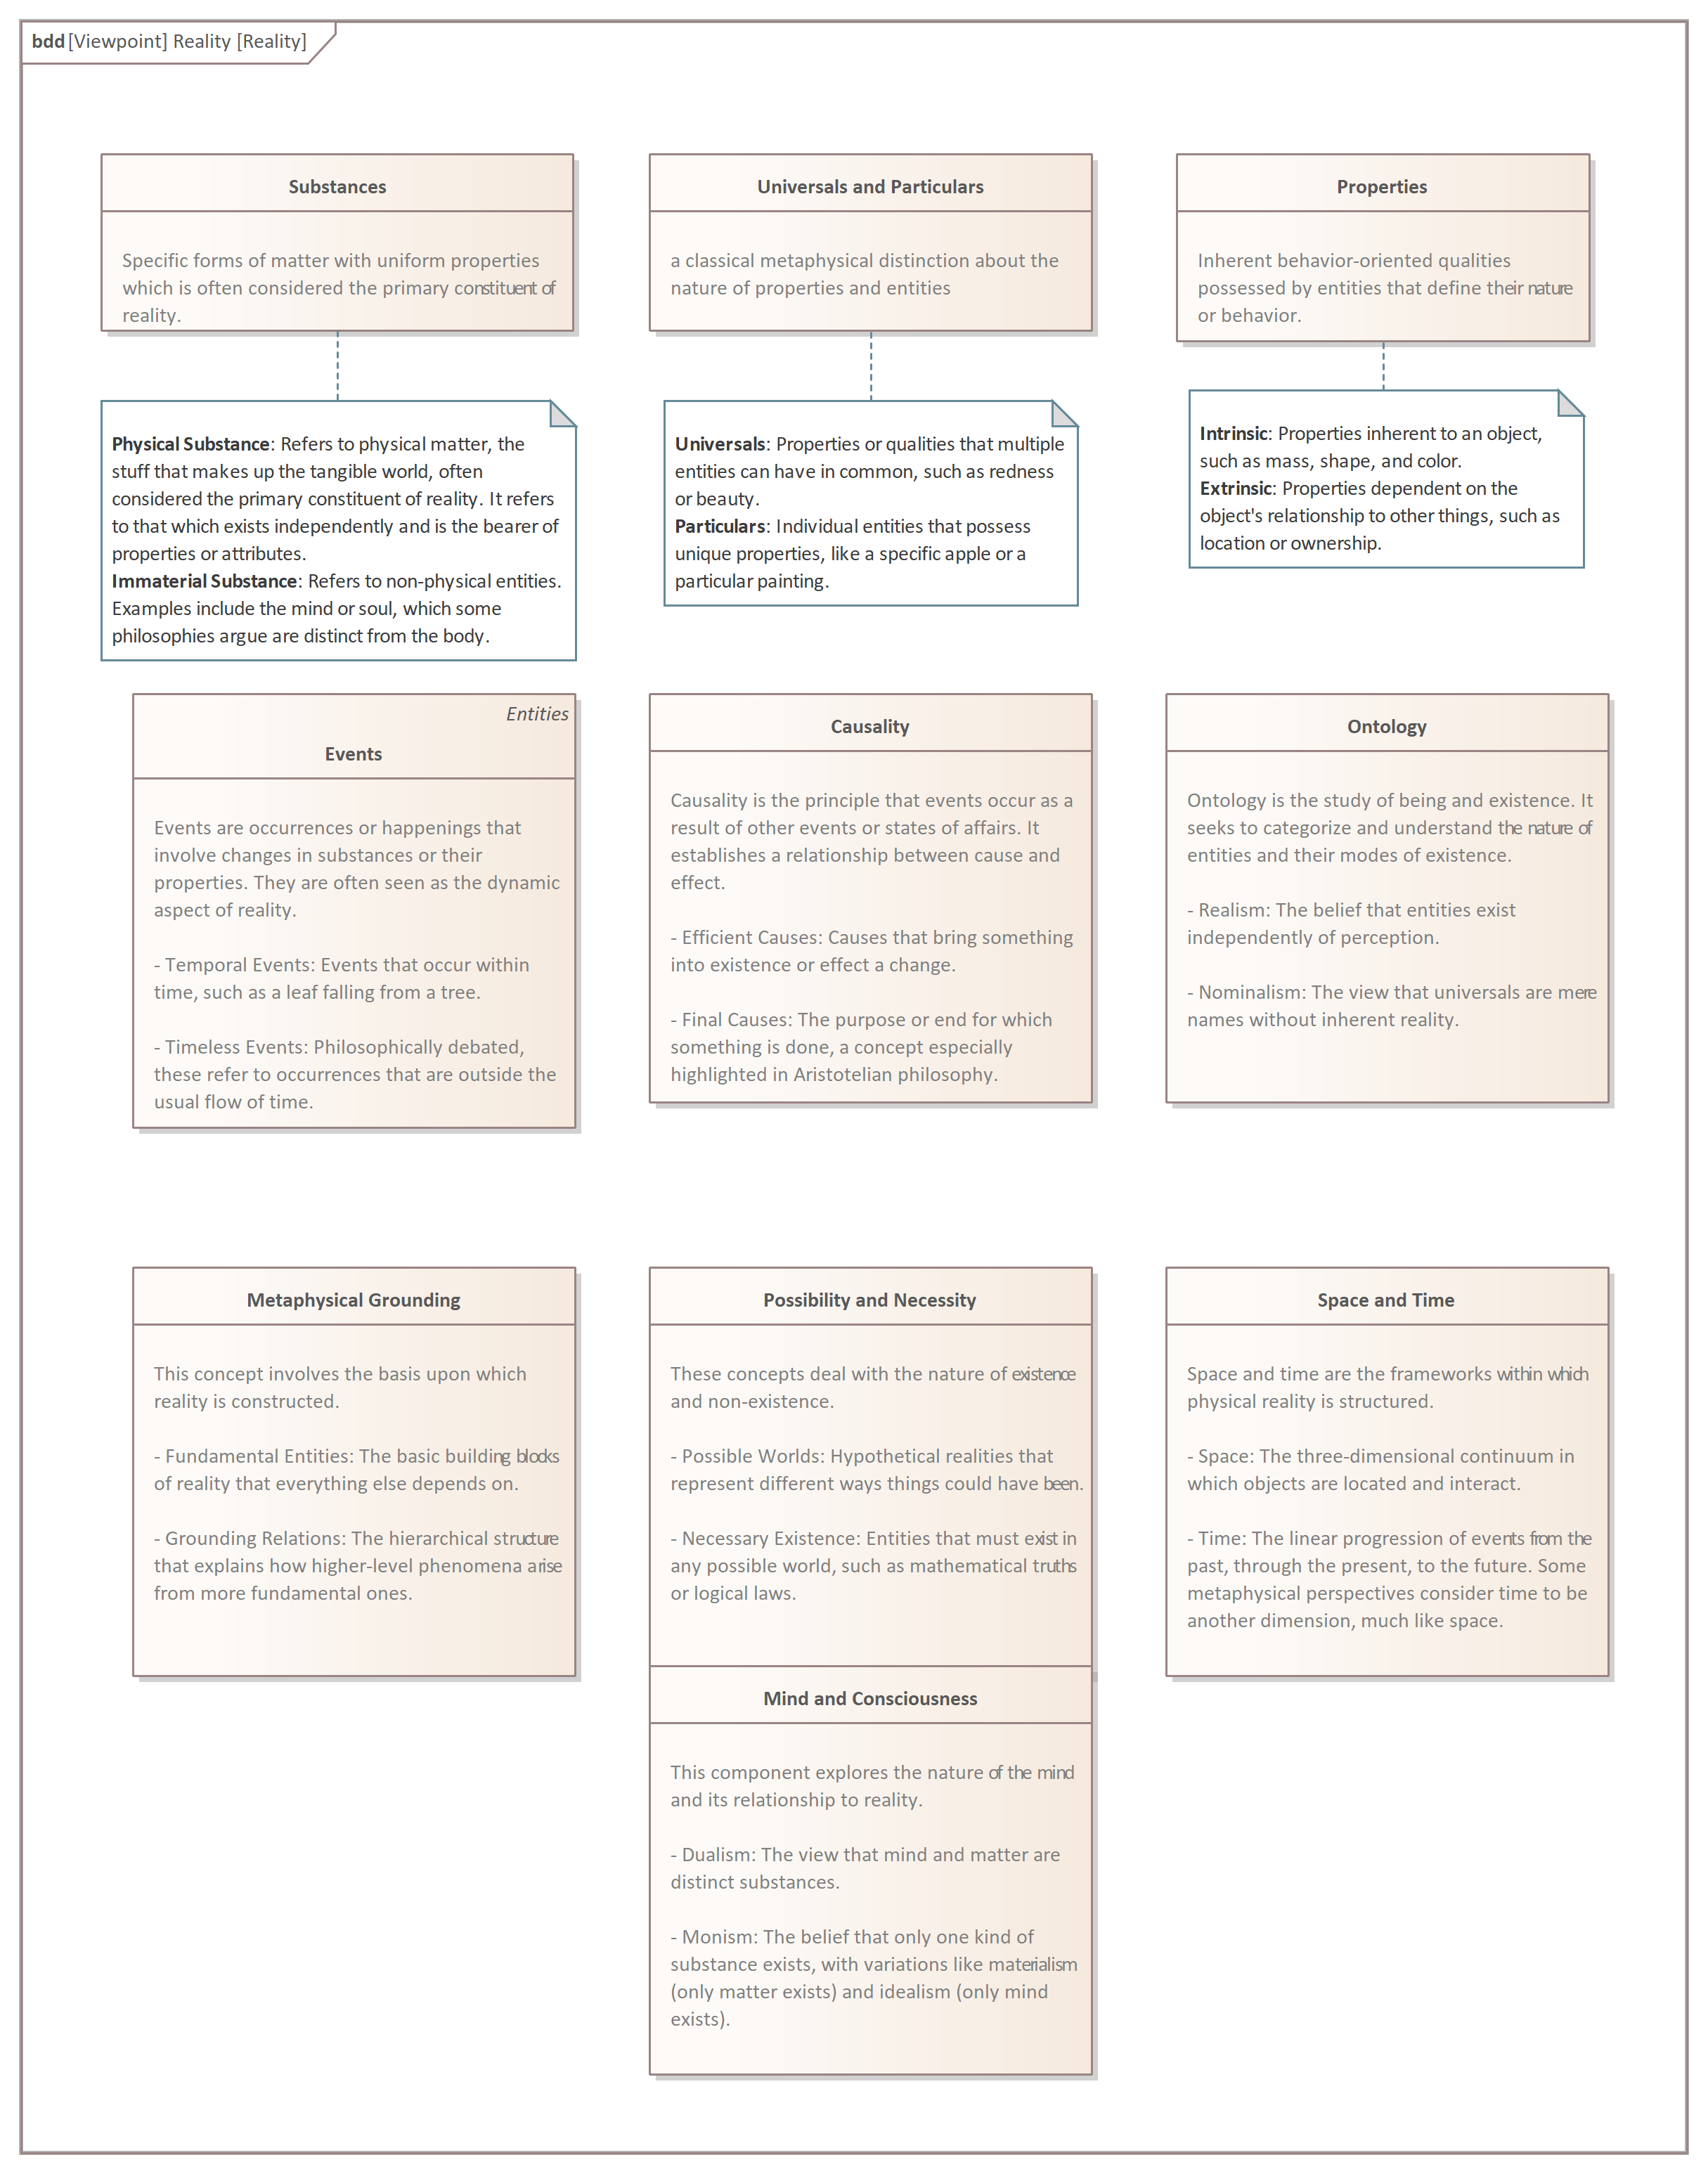 bdd [Viewpoint] Reality [Reality]
Substances
Specific forms of matter with uniform properties
which is often considered the primary constituent of
reality.
Universals and Particulars
a classical metaphysical distinction about the
nature of properties and entities
Properties
Inherent behavior-oriented qualities
possessed by entities that define their nature
or behavior.
Physical Substance: Refers to physical matter, the
stuff that makes up the tangible world, often
considered the primary constituent of reality. It refers
to that which exists independently and is the bearer of
properties or attributes.
Immaterial Substance: Refers to non-physical entities.
Examples include the mind or soul, which some
philosophies argue are distinct from the body.
Universals: Properties or qualities that multiple
entities can have in common, such as redness
or beauty.
Particulars: Individual entities that possess
unique properties, like a specific apple or a
particular painting.
Intrinsic: Properties inherent to an object,
such as mass, shape, and color.
Extrinsic: Properties dependent on the
object's relationship to other things, such as
location or ownership.
Entities
Events
Events are occurrences or happenings that
involve changes in substances or their
properties. They are often seen as the dynamic
aspect of reality.
- Temporal Events: Events that occur within
time, such as a leaf falling from a tree.
- Timeless Events: Philosophically debated,
these refer to occurrences that are outside the
usual flow of time.
Causality
Causality is the principle that events occur as a
result of other events or states of affairs. It
establishes a relationship between cause and
effect.
- Efficient Causes: Causes that bring something
into existence or effect a change.
- Final Causes: The purpose or end for which
something is done, a concept especially
highlighted in Aristotelian philosophy.
Ontology
Ontology is the study of being and existence. It
seeks to categorize and understand the nature of
entities and their modes of existence.
- Realism: The belief that entities exist
independently of perception.
- Nominalism: The view that universals are mere
names without inherent reality.
Metaphysical Grounding
This concept involves the basis upon which
reality is constructed.
- Fundamental Entities: The basic building blocks
of reality that everything else depends on.
- Grounding Relations: The hierarchical structure
that explains how higher-level phenomena arise
from more fundamental ones.
Possibility and Necessity
These concepts deal with the nature of existence
and non-existence.
- Possible Worlds: Hypothetical realities that
represent different ways things could have been.
- Necessary Existence: Entities that must exist in
any possible world, such as mathematical truths
or logical laws.
Space and Time
Space and time are the frameworks within which
physical reality is structured.
- Space: The three-dimensional continuum in
which objects are located and interact.
- Time: The linear progression of events from the
past, through the present, to the future. Some
metaphysical perspectives consider time to be
another dimension, much like space.
Mind and Consciousness
This component explores the nature of the mind
and its relationship to reality.
- Dualism: The view that mind and matter are
distinct substances.
- Monism: The belief that only one kind of
substance exists, with variations like materialism
(only matter exists) and idealism (only mind
exists).